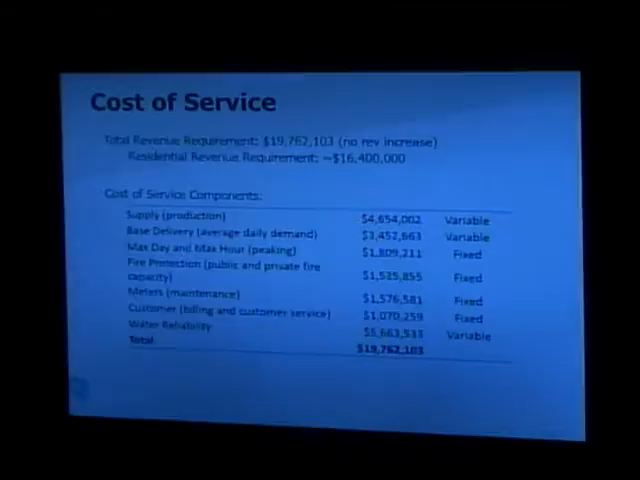 Cost of Service
Total Revenue Requirement: $19,762,103 (no rev increase)
Residential Revenue Requirement: ~$16,400,000
Cost of Service Components:
Supply (production) $4,654,002 Variable
Base Delivery (average daily demand) $3,452,663 Variable
Max Day and Max Hour (peaking) $1,809,211 Fixed
Fire Protection (public and private fire
capacity) $1,535,855 Fixed
Meters (maintenance) $1,576,581 Fixed
Customer (billing and customer service) $1,070,259 Fixed
Water Reliability $5,663,533 Variable
Total $19,762,103